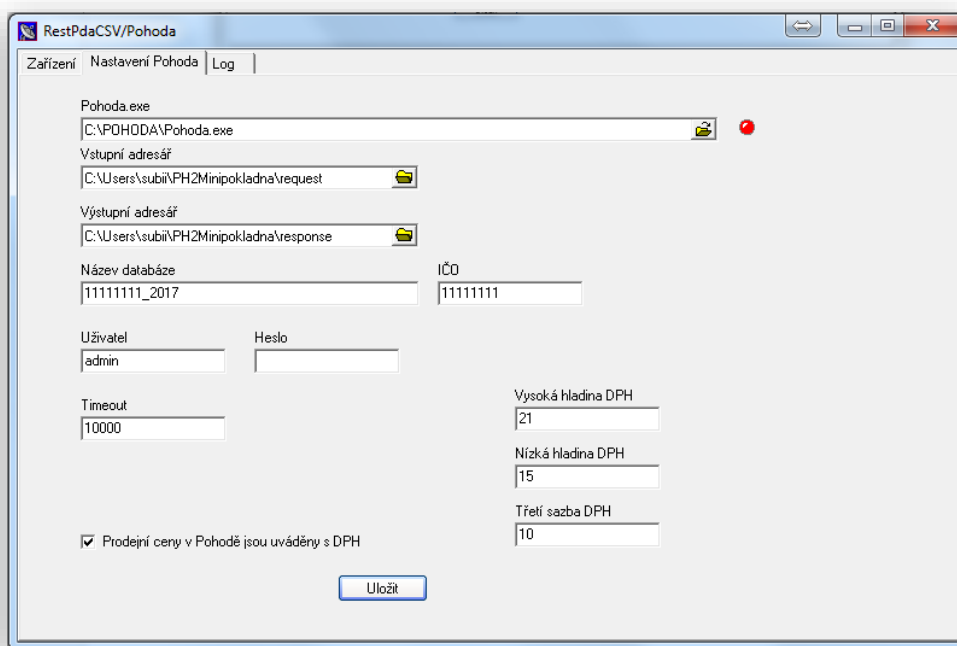 RestPdaCSV/Pohoda
Zařízení Nastavení Pohoda Log
Pohoda.exe
C:\POHODA\Pohoda.exe
Vstupní adresář
C:\Users\subii\PH2Minipokladna\request
Výstupní adresář
C:\Users\subii\PH2Minipokladna\response
Název databáze IČO
11111111_2017 11111111
Uživatel Heslo
admin
Timeout
10000
Vysoká hladina DPH
21
Nízká hladina DPH
15
Třetí sazba DPH
10
Prodejní ceny v Pohodě jsou uváděny s DPH
Uložit